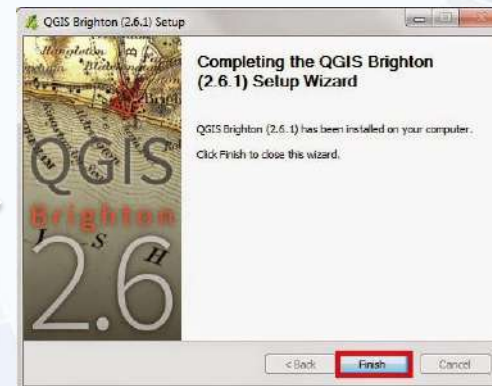 QGIS Brighton (2.6.1) Setup
Completing the QGIS Brighton
(2.6.1) Setup Wizard
QGIS Brighton (2.6.1) has been installed on your computer.
Click Finish to close this wizard.
QGIS
Brighton
2.6
S
H
< Back
Finish
Cancel